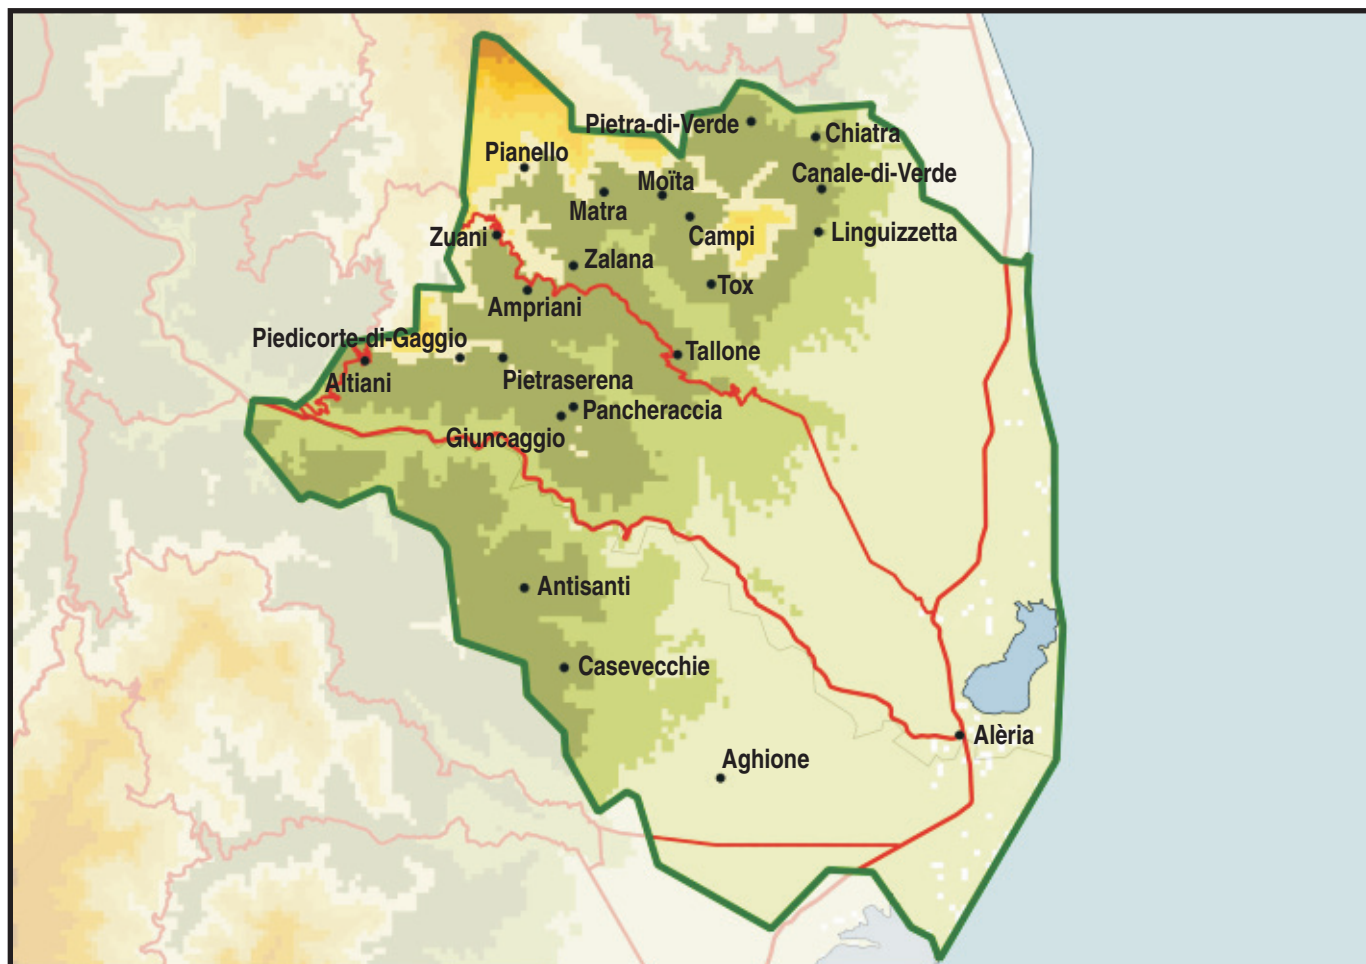 Pietra-di-Verde
Chiatra
Pianello
Canale-di-Verde
Moïta
Matra
Campi
Linguizzetta
Zuani
Zalana
Tox
Ampriani
Piedicorte-di-Gaggio
Tallone
Altiani
Pietraserena
Pancheraccia
Giuncaggio
Antisanti
Casevecchie
Alèria
Aghione